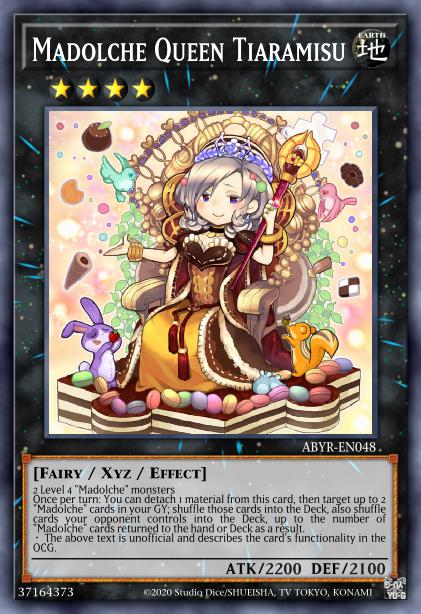 MADOLCHE QUEEN TIARAMISU
EARTH
地
ABYR-EN048
[FAIRY / XYZ / EFFECT]
2 Level 4 "Madolche" monsters
Once per turn: You can detach 1 material from this card, then target up to 2
"Madolche" cards in your GY; shuffle those cards into the Deck, also shuffle
cards your opponent controls into the Deck, up to the number of
"Madolche" cards returned to the hand or Deck as a result.
· The above text is unofficial and describes the card's functionality in the
OCG.
ATK/2200 DEF/2100
37164373
©2020 Studio Dice/SHUEISHA, TV TOKYO, KONAMI